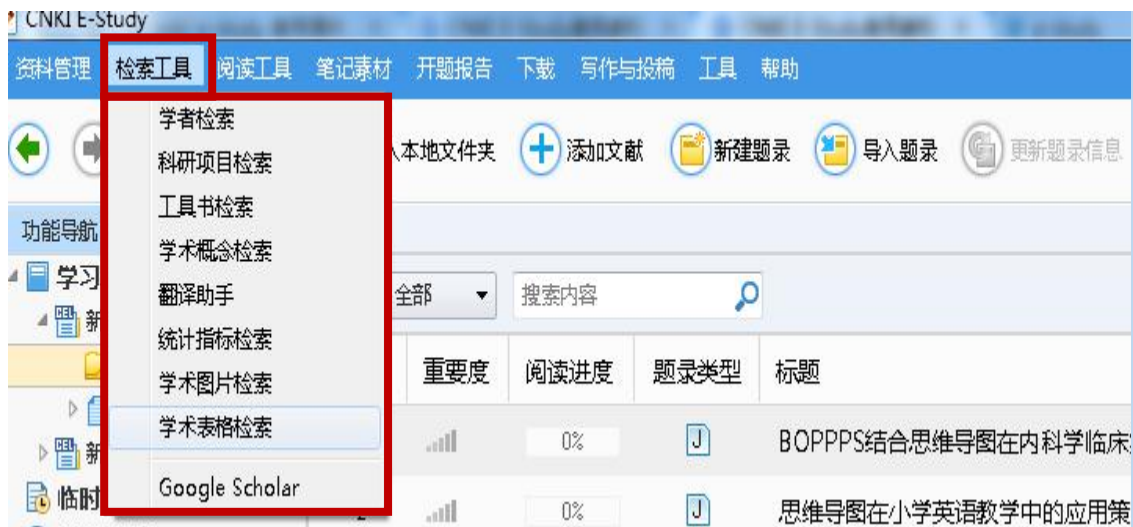 CNKI E-Study
资料管理 检索工具 阅读工具 笔记素材 开题报告 下载 写作与投稿 工具 帮助
学者检索
科研项目检索
工具书检索
学术概念检索
翻译助手
统计指标检索
学术图片检索
学术表格检索
Google Scholar
本地文件夹 添加文献 新建题录 导入题录 更新题录信息
功能导航
学习
新
新
临时
全部 搜索内容
重要度 阅读进度 题录类型 标题
0% J BOPPPS结合思维导图在内科学临床
0% J 思维导图在小学英语教学中的应用策